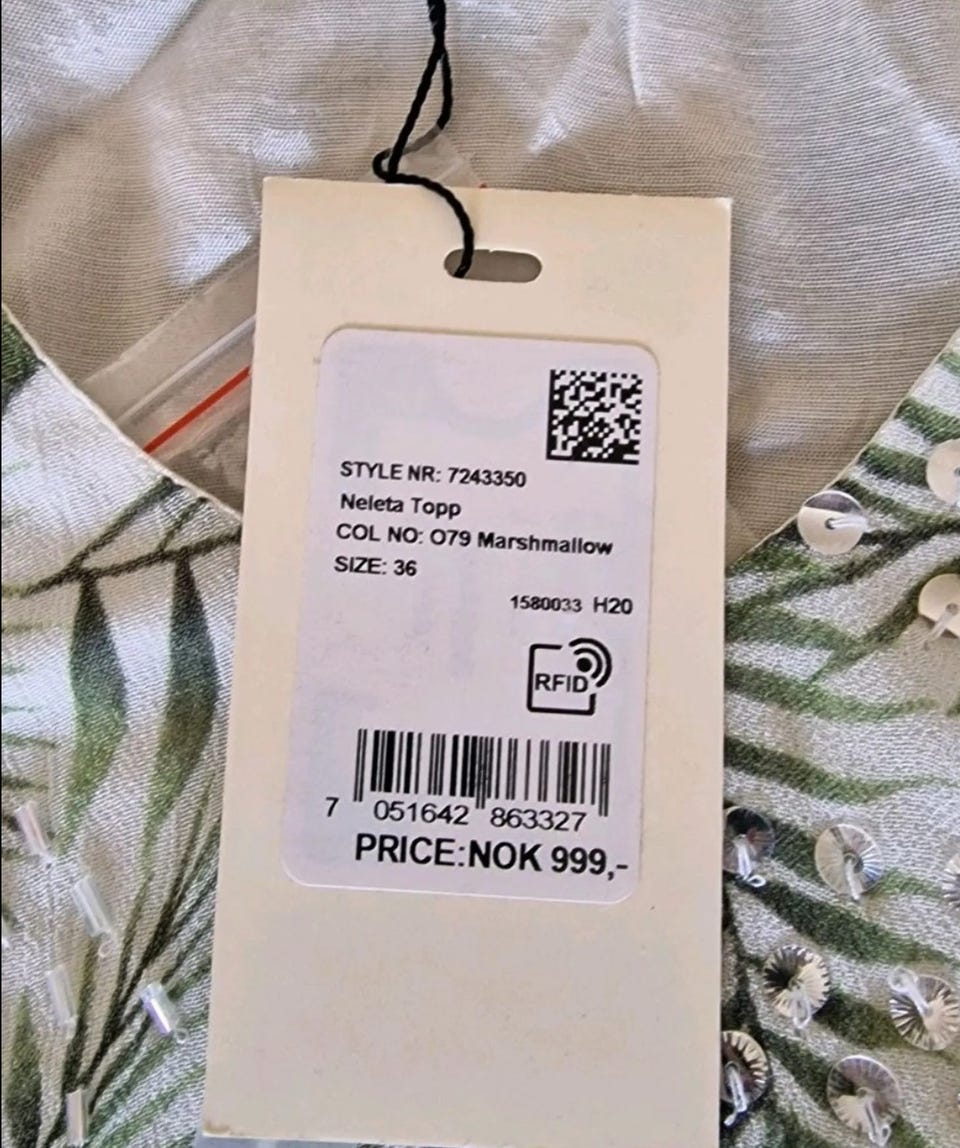 STYLE NR: 7243350
Neleta Topp
COL NO: O79 Marshmallow
SIZE: 36
1580033 H20
RFID
7 051642 863327
PRICE:NOK 999,-